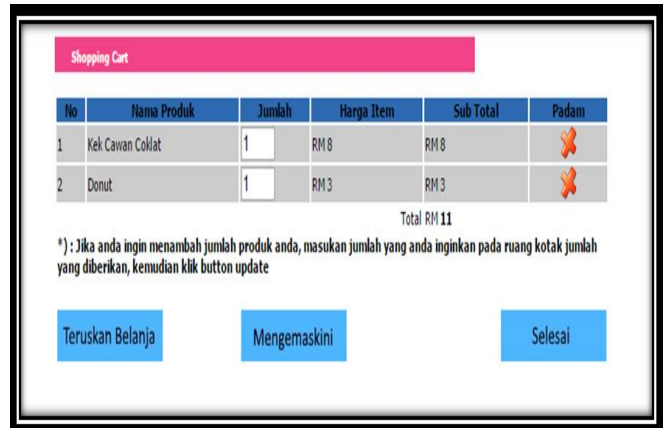 Shopping Cart
No Nama Produk Jumlah Harga Item Sub Total Padam
1 Kek Cawan Coklat 1 RM 8 RM 8
2 Donut 1 RM 3 RM 3
Total RM 11
*) : Jika anda ingin menambah jumlah produk anda, masukan jumlah yang anda inginkan pada ruang kotak jumlah
yang diberikan, kemudian klik button update
Teruskan Belanja Mengemaskini Selesai